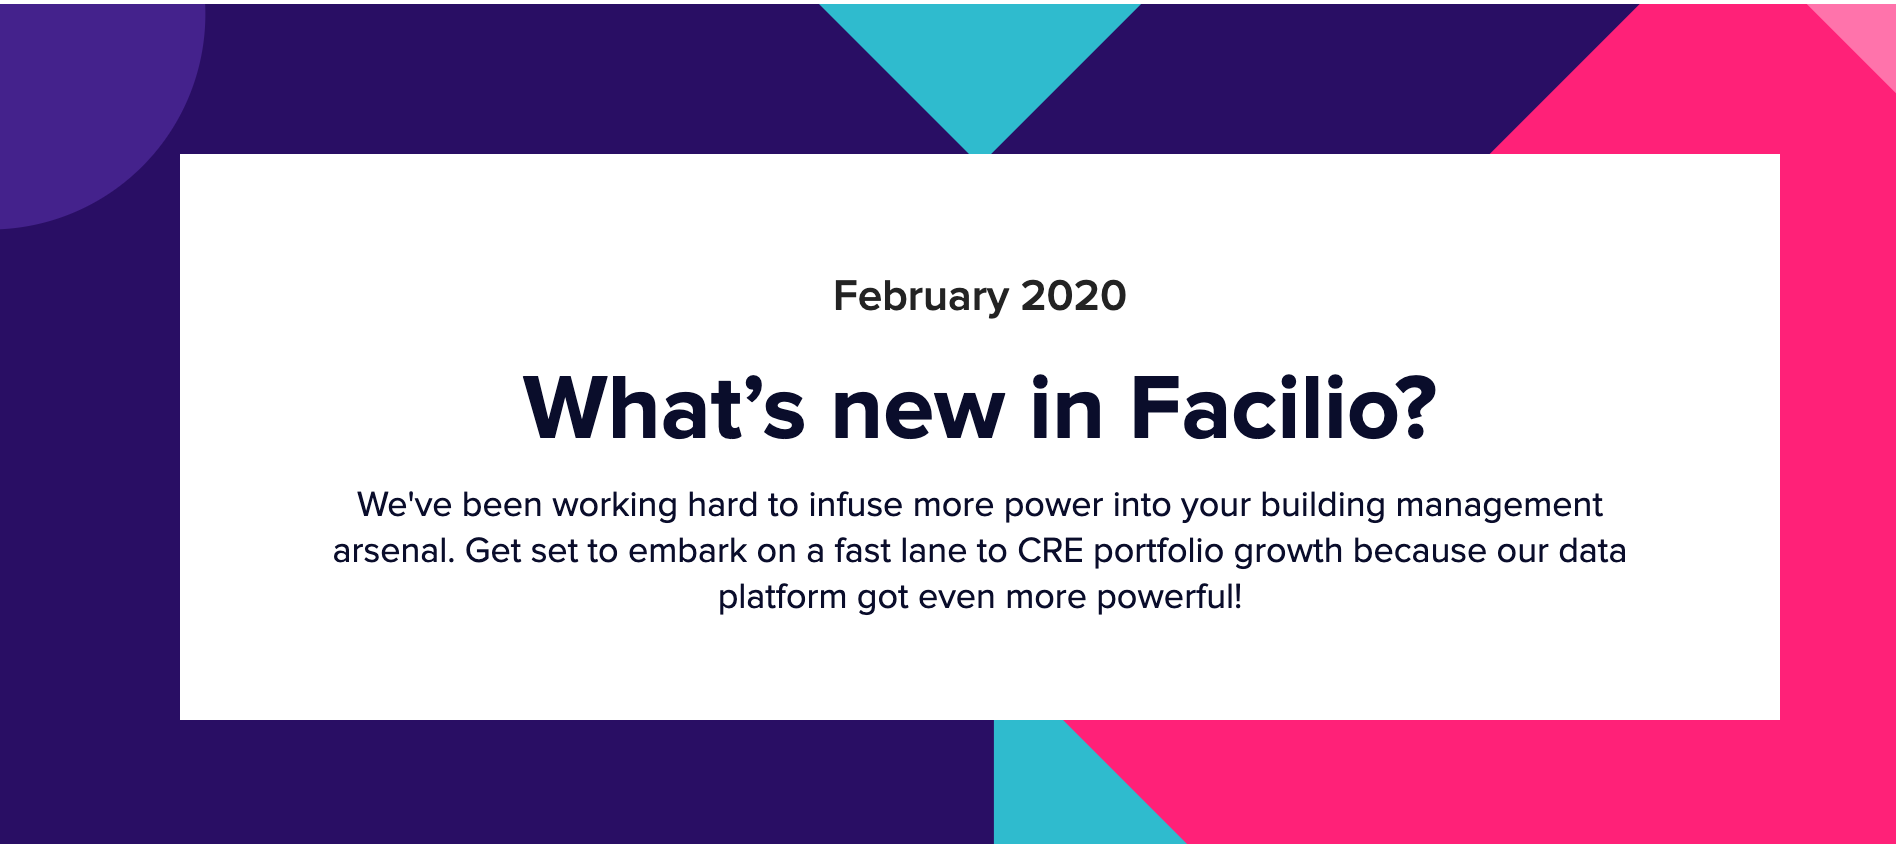 February 2020
What’s new in Facilio?
We've been working hard to infuse more power into your building management
arsenal. Get set to embark on a fast lane to CRE portfolio growth because our data
platform got even more powerful!